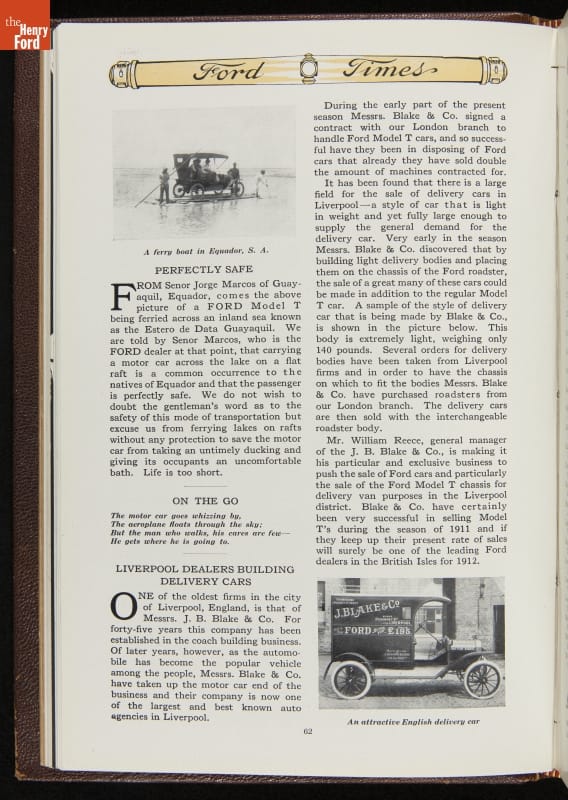 the
Henry
Ford
Ford Times
A ferry boat in Equador, S. A.
PERFECTLY SAFE
FROM Senor Jorge Marcos of Guay-
aquil, Equador, comes the above
picture of a FORD Model T
being ferried across an inland sea known
as the Estero de Data Guayaquil. We
are told by Senor Marcos, who is the
FORD dealer at that point, that carrying
a motor car across the lake on a flat
raft is a common occurrence to the
natives of Equador and that the passenger
is perfectly safe. We do not wish to
doubt the gentleman's word as to the
safety of this mode of transportation but
excuse us from ferrying lakes on rafts
without any protection to save the motor
car from taking an untimely ducking and
giving its occupants an uncomfortable
bath. Life is too short.
ON THE GO
The motor car goes whizzing by,
The aeroplane floats through the sky;
But the man who walks, his cares are few—
He gets where he is going to.
LIVERPOOL DEALERS BUILDING
DELIVERY CARS
ONE of the oldest firms in the city
of Liverpool, England, is that of
Messrs. J. B. Blake & Co. For
forty-five years this company has been
established in the coach building business.
Of later years, however, as the automo-
bile has become the popular vehicle
among the people, Messrs. Blake & Co.
have taken up the motor car end of the
business and their company is now one
of the largest and best known auto
agencies in Liverpool.
During the early part of the present
season Messrs. Blake & Co. signed a
contract with our London branch to
handle Ford Model T cars, and so success-
ful have they been in disposing of Ford
cars that already they have sold double
the amount of machines contracted for.
It has been found that there is a large
field for the sale of delivery cars in
Liverpool—a style of car that is light
in weight and yet fully large enough to
supply the general demand for the
delivery car. Very early in the season
Messrs. Blake & Co. discovered that by
building light delivery bodies and placing
them on the chassis of the Ford roadster,
the sale of a great many of these cars could
be made in addition to the regular Model
T car. A sample of the style of delivery
car that is being made by Blake & Co.,
is shown in the picture below. This
body is extremely light, weighing only
140 pounds. Several orders for delivery
bodies have been taken from Liverpool
firms and in order to have the chassis
on which to fit the bodies Messrs. Blake
& Co. have purchased roadsters from
our London branch. The delivery cars
are then sold with the interchangeable
roadster body.
Mr. William Reece, general manager
of the J. B. Blake & Co., is making it
his particular and exclusive business to
push the sale of Ford cars and particularly
the sale of the Ford Model T chassis for
delivery van purposes in the Liverpool
district. Blake & Co. have certainly
been very successful in selling Model
T's during the season of 1911 and if
they keep up their present rate of sales
will surely be one of the leading Ford
dealers in the British Isles for 1912.
J. BLAKE & Co
FORD £195
An attractive English delivery car
62